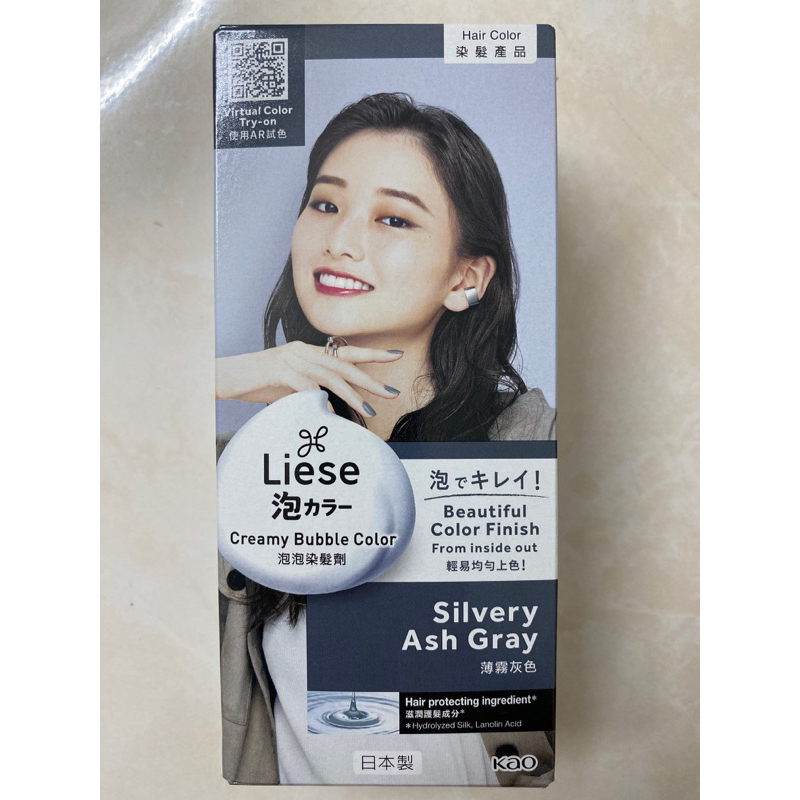 Hair Color
染髮產品
Virtual Color
Try-on
使用AR試色
Liese
泡カラー
Creamy Bubble Color
泡泡染髮劑
泡でキレイ!
Beautiful
Color Finish
From inside out
輕易均勻上色!
Silvery
Ash Gray
薄霧灰色
Hair protecting ingredient*
滋潤護髮成分*
*Hydrolyzed Silk, Lanolin Acid
日本製
Kao